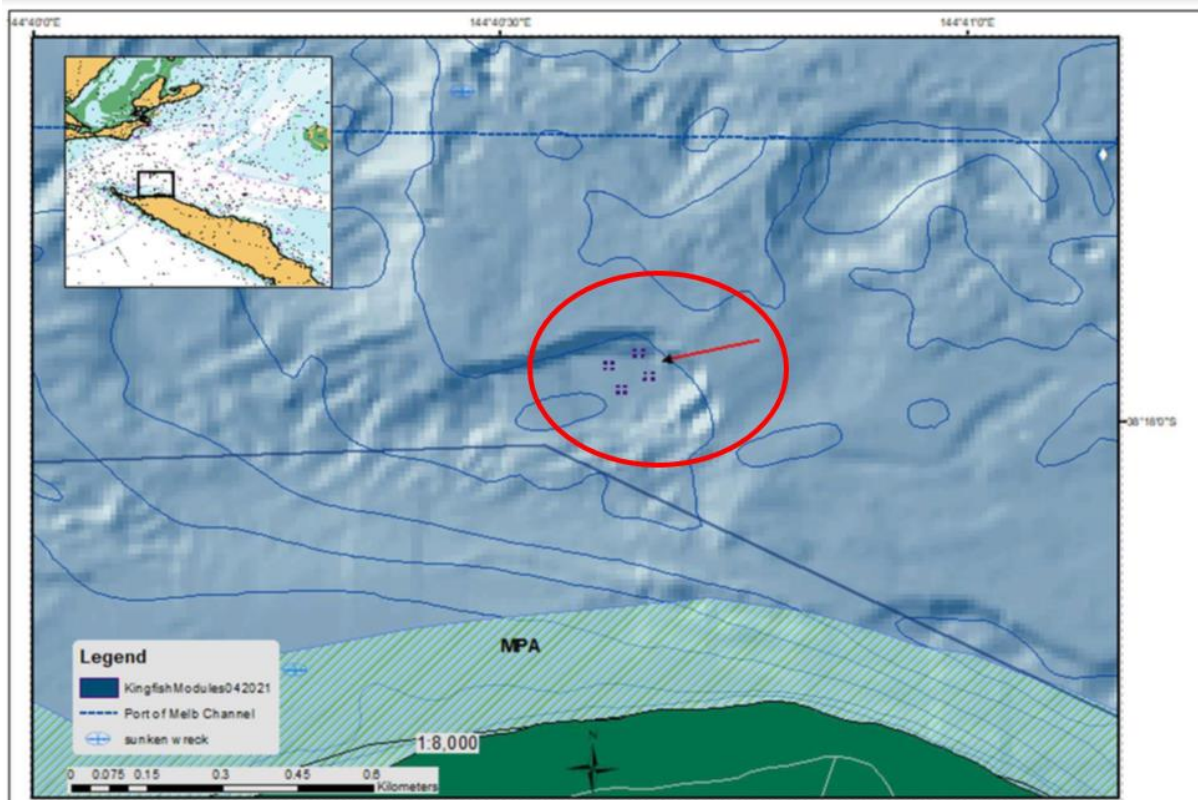 144°40'0"E 144°40'30"E 144°41'0"E
38°16'0"S
MPA
Legend
KingfishModules042021
Port of Melb Channel
sunken wreck
1:8,000
N
0 0.075 0.15 0.3 0.45 0.6
Kilometers